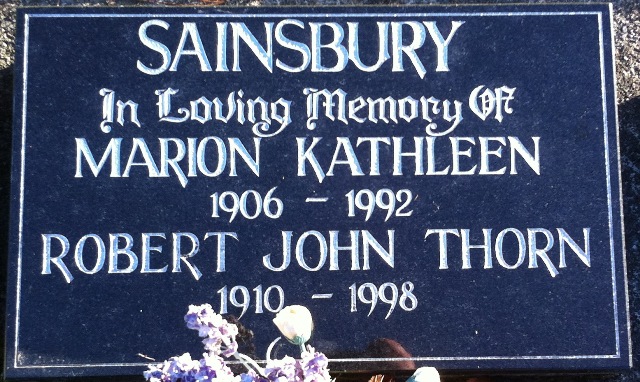 SAINSBURY
In Loving Memory Of
MARION KATHLEEN
1906 - 1992
ROBERT JOHN THORN
1910 - 1998